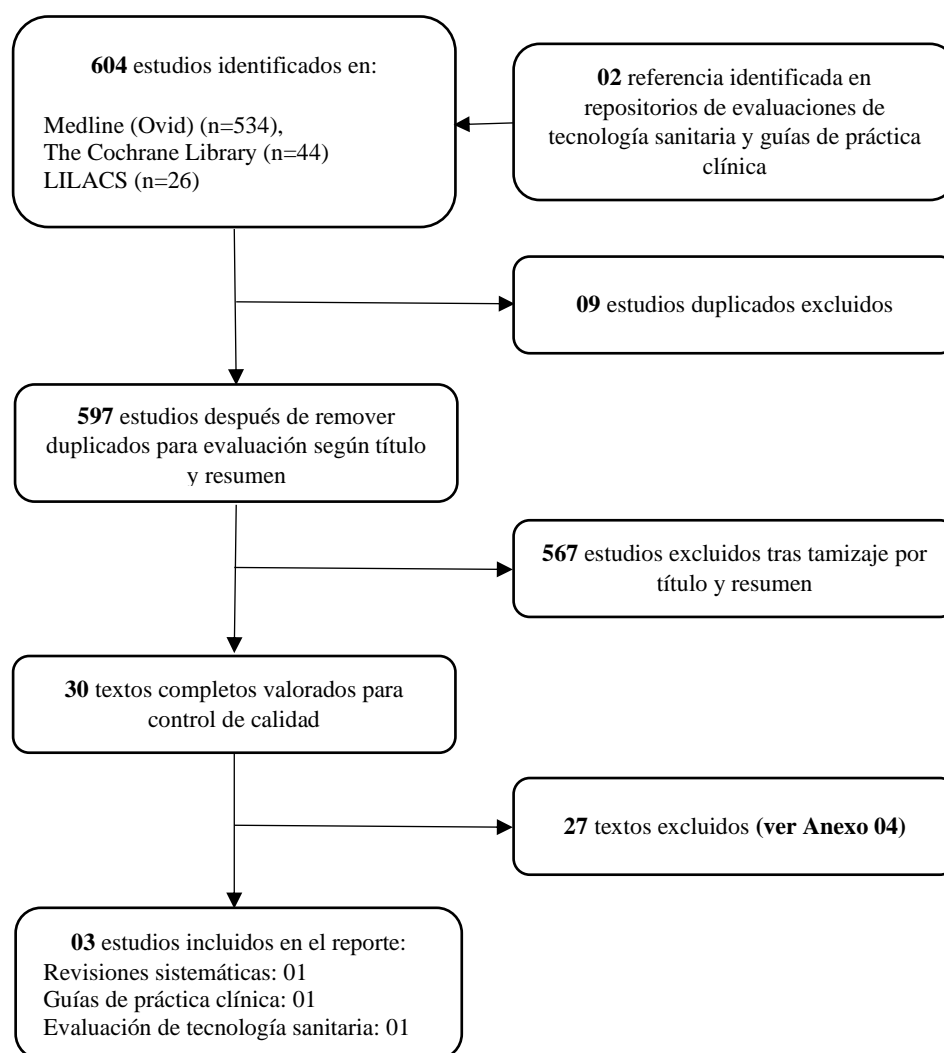 604 estudios identificados en:
Medline (Ovid) (n=534),
The Cochrane Library (n=44)
LILACS (n=26)
02 referencia identificada en
repositorios de evaluaciones de
tecnología sanitaria y guías de práctica
clínica
09 estudios duplicados excluidos
597 estudios después de remover
duplicados para evaluación según título
y resumen
567 estudios excluidos tras tamizaje por
título y resumen
30 textos completos valorados para
control de calidad
27 textos excluidos (ver Anexo 04)
03 estudios incluidos en el reporte:
Revisiones sistemáticas: 01
Guías de práctica clínica: 01
Evaluación de tecnología sanitaria: 01